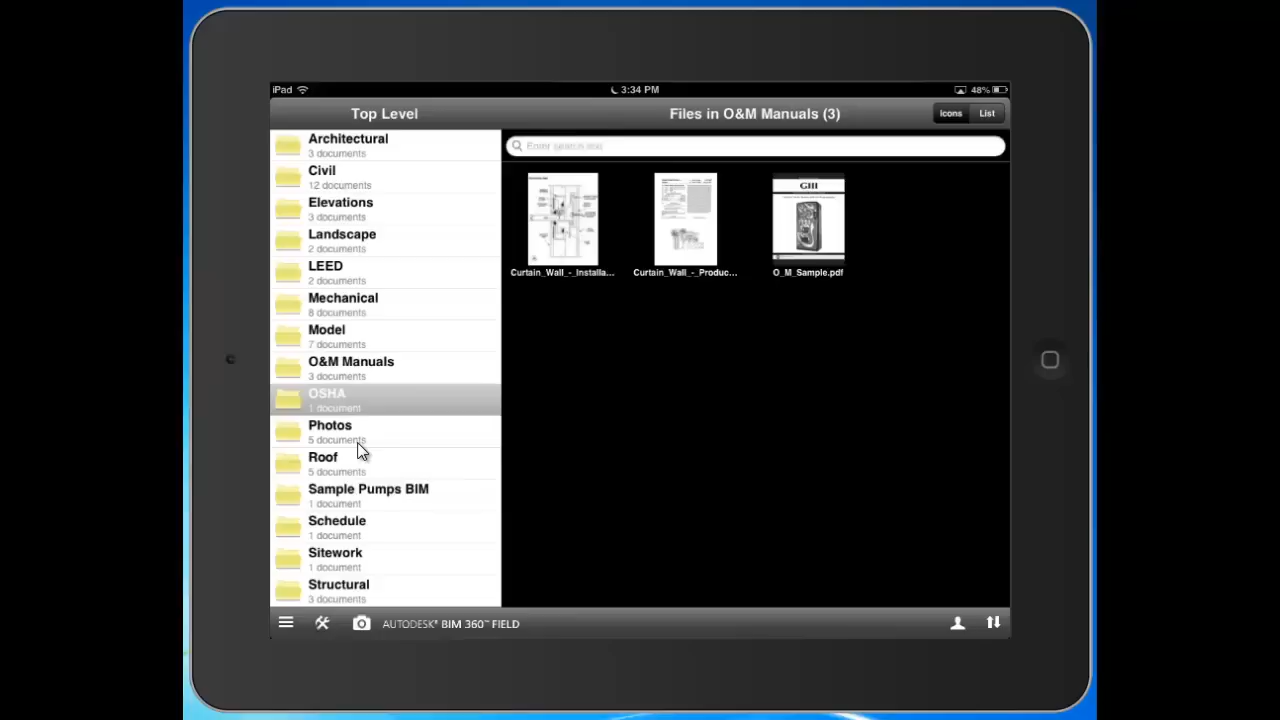 iPad 3:34 PM 48%
Top Level
Files in O&M Manuals (3)
Icons List
Architectural
3 documents
Civil
12 documents
Elevations
3 documents
Landscape
2 documents
LEED
2 documents
Mechanical
8 documents
Model
7 documents
O&M Manuals
3 documents
OSHA
1 document
Photos
5 documents
Roof
5 documents
Sample Pumps BIM
1 document
Schedule
1 document
Sitework
1 document
Structural
3 documents
Enter search text
GIII
Curtain_Wall_-_Installa...
Curtain_Wall_-_Produc...
O_M_Sample.pdf
AUTODESK® BIM 360™ FIELD